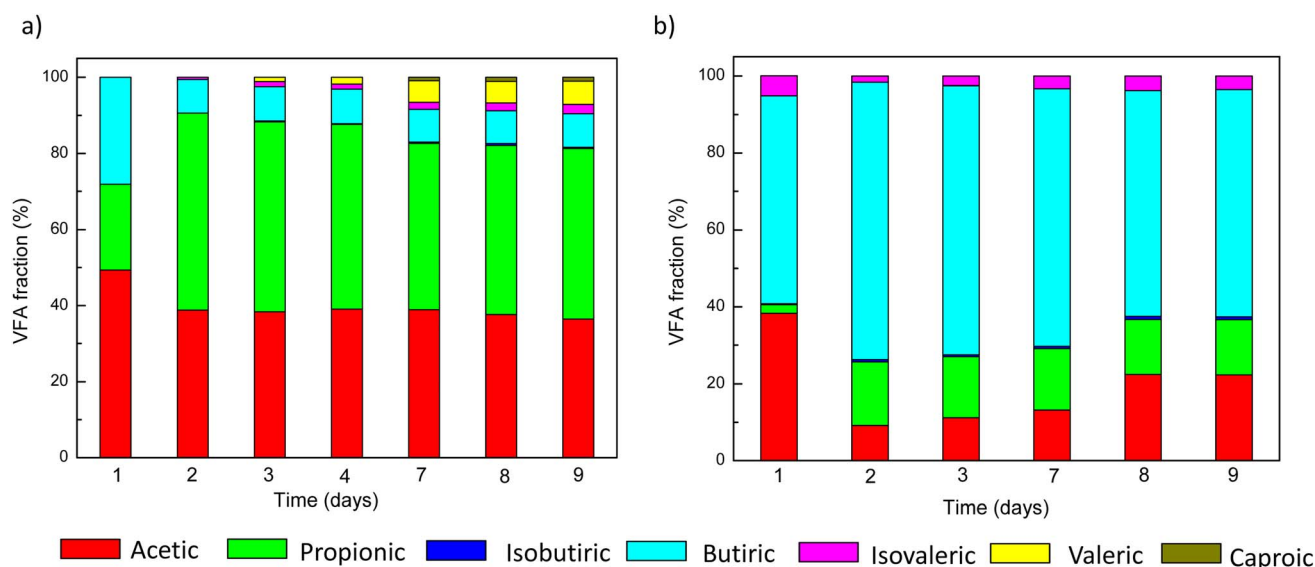 a)
100
80
60
40
20
0
VFA fraction (%)
1 2 3 4 7 8 9
Time (days)
b)
100
80
60
40
20
0
VFA fraction (%)
1 2 3 7 8 9
Time (days)
Acetic Propionic Isobutiric Butiric Isovaleric Valeric Caproic